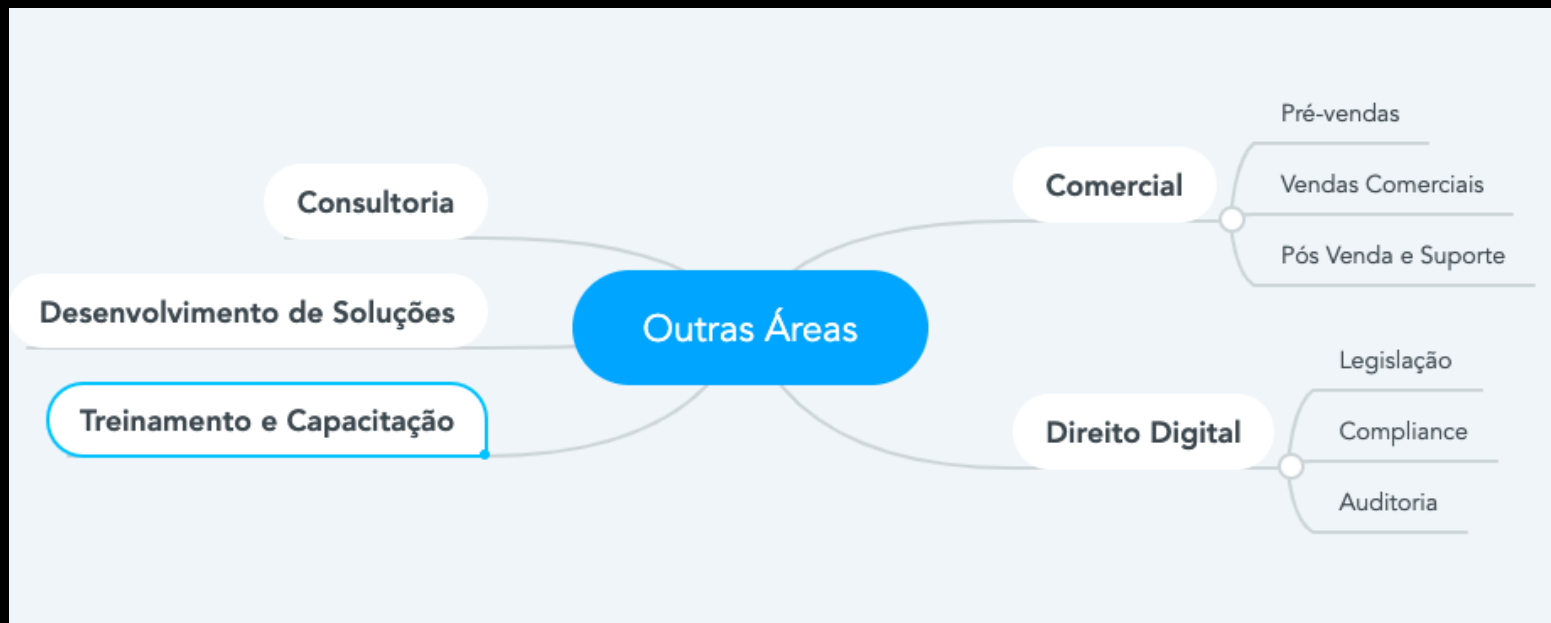 Outras Áreas
Comercial
Pré-vendas
Vendas Comerciais
Pós Venda e Suporte
Direito Digital
Legislação
Compliance
Auditoria
Consultoria
Desenvolvimento de Soluções
Treinamento e Capacitação